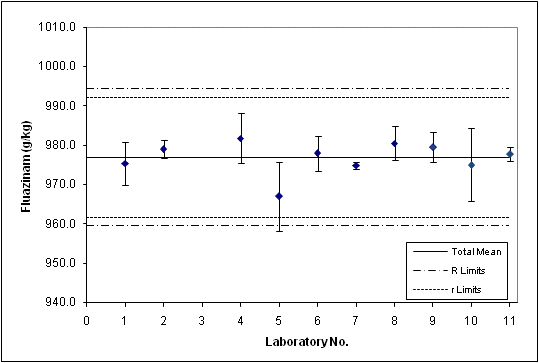 1010.0
1000.0
990.0
980.0
970.0
960.0
950.0
940.0
Fluazinam (g/kg)
0 1 2 3 4 5 6 7 8 9 10 11
Laboratory No.
Total Mean
R Limits
r Limits